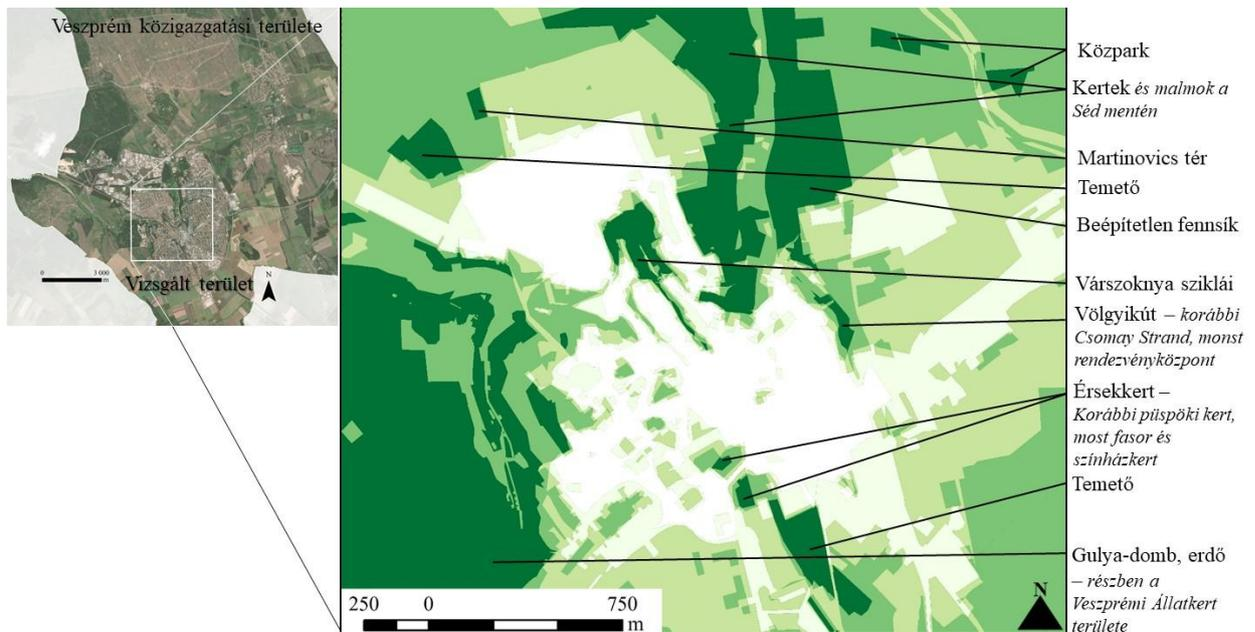 Veszprém közigazgatási területe
0
3 000
m
Vizsgált terület
N
Közpark
Kertek és malmok a
Séd mentén
Martinovics tér
Temető
Beépítetlen fennsík
Várszoknya sziklái
Völgyikút – korábbi
Csomay Strand, monst
rendezvényközpont
Érsekkert –
Korábbi püspöki kert,
most fasor és
színházkert
Temető
Gulya-domb, erdő
– részben a
Veszprémi Állatkert
területe
250 0 750
m
N